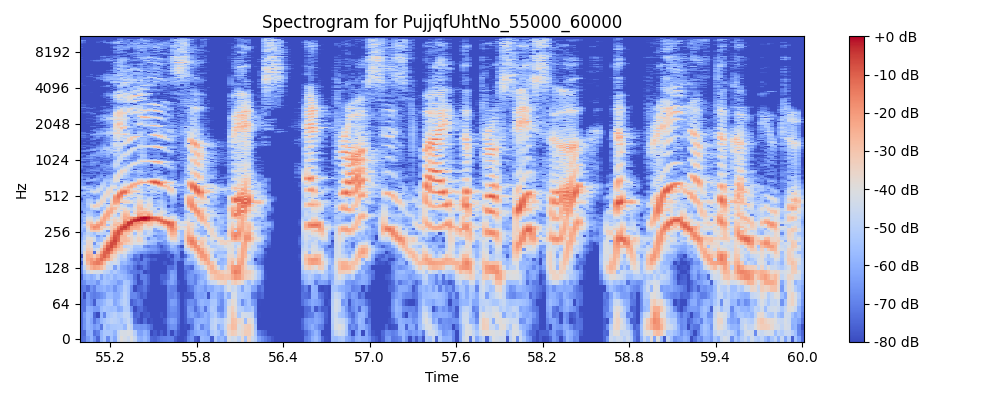 Spectrogram for PujjqfUhtNo_55000_60000
Hz
8192
4096
2048
1024
512
256
128
64
0
55.2 55.8 56.4 57.0 57.6 58.2 58.8 59.4 60.0
Time
+0 dB
-10 dB
-20 dB
-30 dB
-40 dB
-50 dB
-60 dB
-70 dB
-80 dB